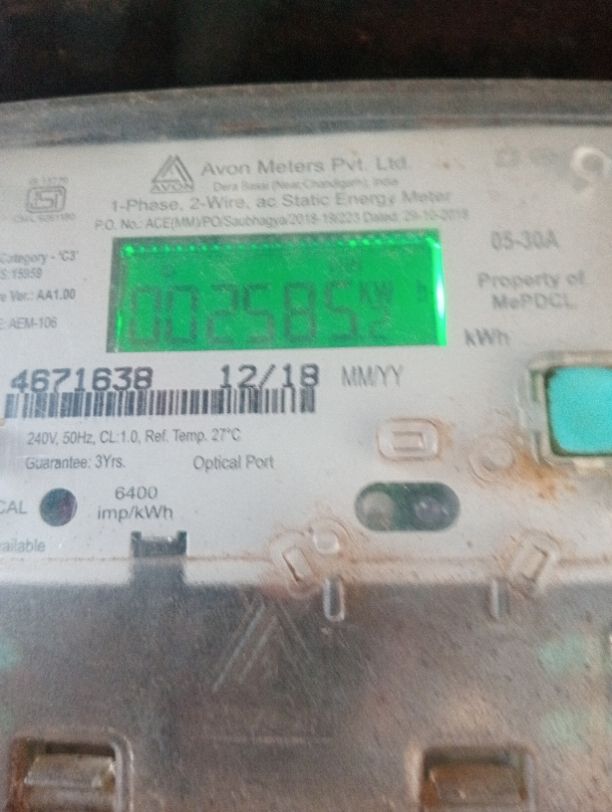 AVON
Avon Meters Pvt. Ltd.
Dera Bassi (Near Chandigarh), India
1-Phase, 2-Wire, ac Static Energy Meter
P.O. No.: ACE(MM)/PO/Saubhagya/2018-19/223 Dated: 29-10-2018
05-30A
Category - 'C3'
S:15959
Ver.: AA1.00
AEM-106
Property of
MePDCL
002585
kWh
4671638 12/18 MM/YY
240V, 50Hz, CL:1.0, Ref. Temp. 27°C
Guarantee: 3Yrs. Optical Port
CAL
6400
imp/kWh